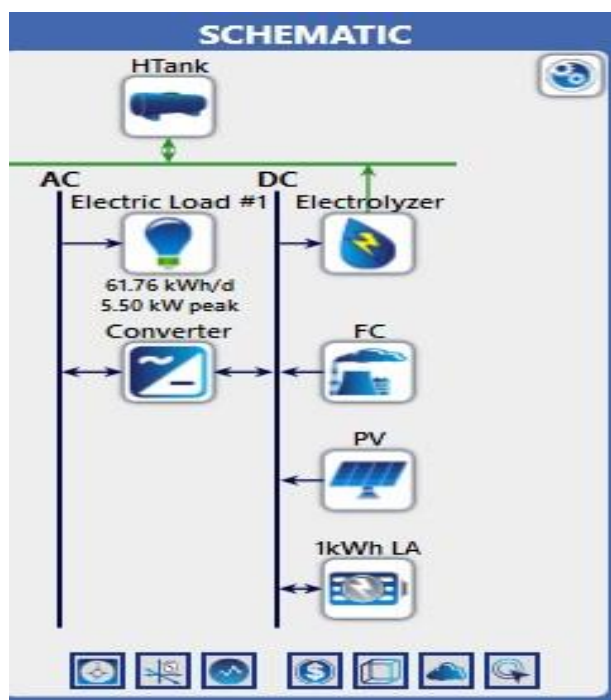 SCHEMATIC
HTank
AC DC
Electric Load #1 Electrolyzer
61.76 kWh/d
5.50 kW peak
Converter FC
PV
1kWh LA